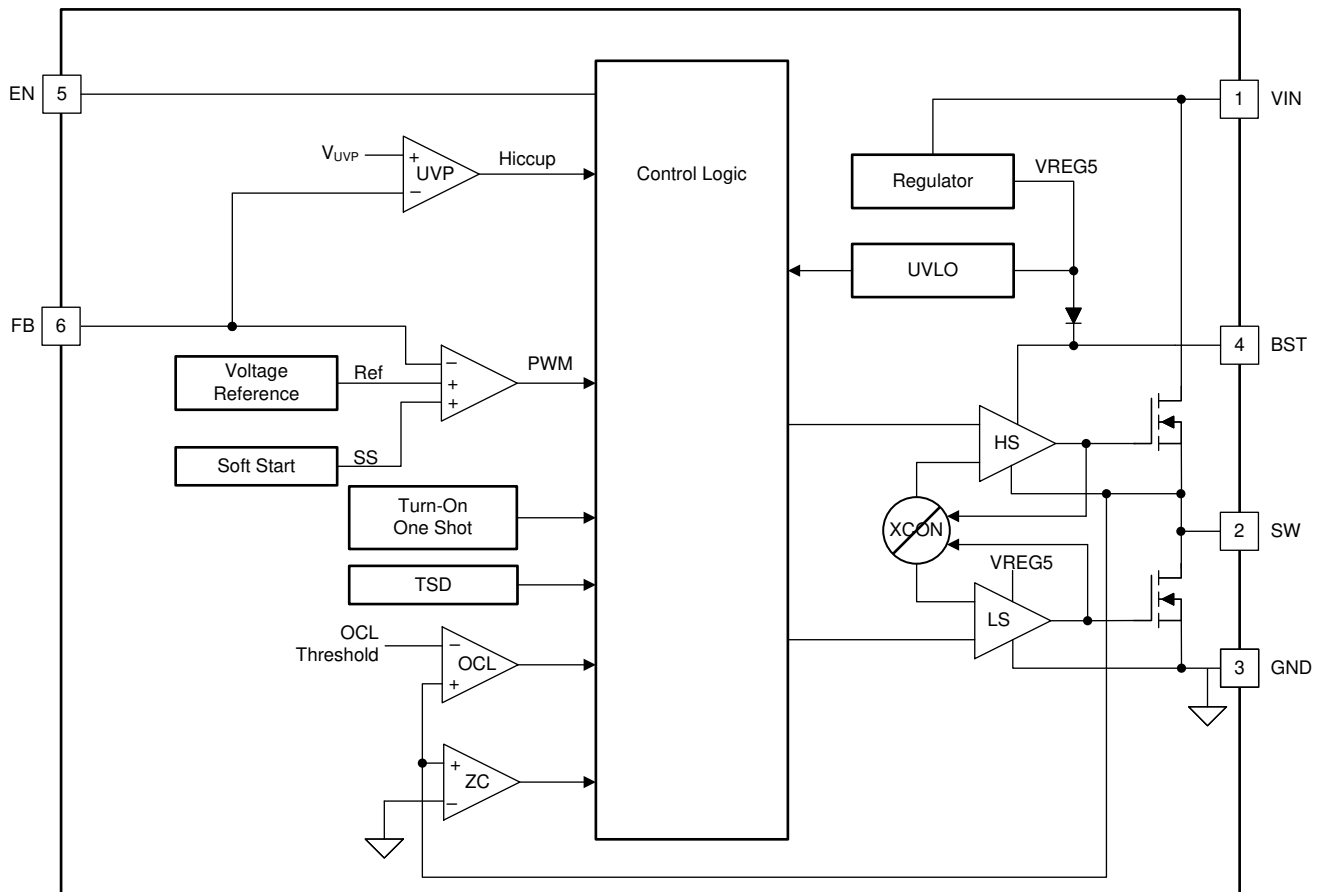 EN
5
1
VIN
VUVP
+
UVP
−
Hiccup
Control Logic
Regulator
VREG5
UVLO
FB
6
4
BST
Voltage
Reference
Ref
−
+
+
PWM
Soft Start
SS
HS
Turn-On
One Shot
XCON
2
SW
TSD
VREG5
LS
OCL
Threshold
−
OCL
+
3
GND
+
ZC
−